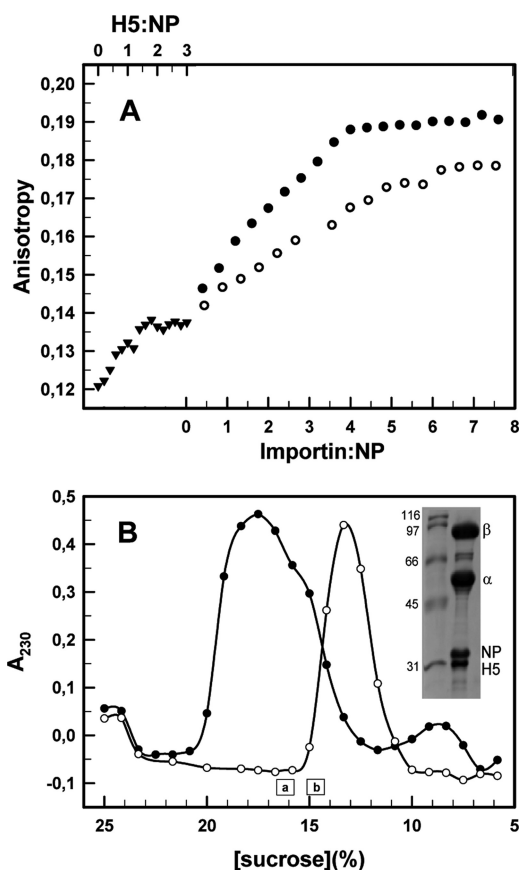 H5:NP
0 1 2 3
A
0,20
0,19
0,18
0,17
0,16
0,15
0,14
0,13
0,12
Anisotropy
0 1 2 3 4 5 6 7 8
Importin:NP
B
0,5
0,4
0,3
0,2
0,1
0,0
-0,1
A230
116
97
66
45
31
β
α
NP
H5
a b
25 20 15 10 5
[sucrose](%)